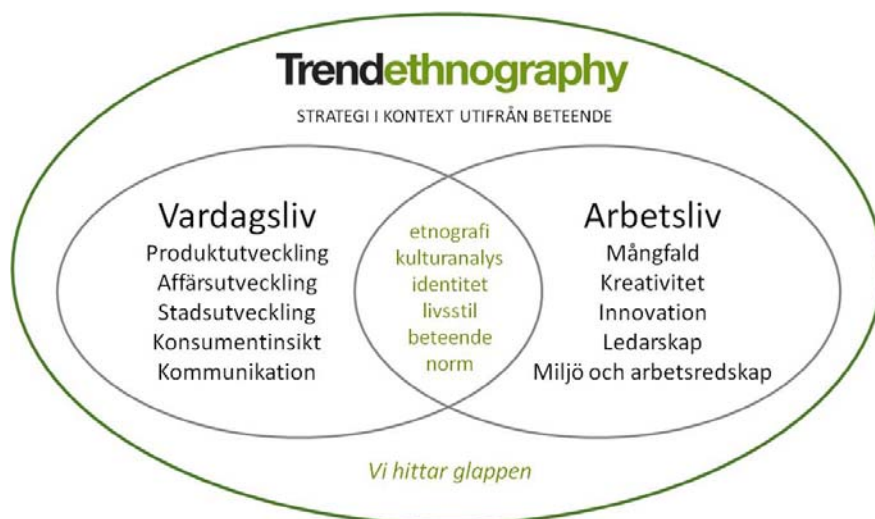 Trendethnography
STRATEGI I KONTEXT UTIFRÅN BETEENDE
Vardagsliv
Produktutveckling
Affärsutveckling
Stadsutveckling
Konsumentinsikt
Kommunikation
etnografi
kulturanalys
identitet
livsstil
beteende
norm
Arbetsliv
Mångfald
Kreativitet
Innovation
Ledarskap
Miljö och arbetsredskap
Vi hittar glappen